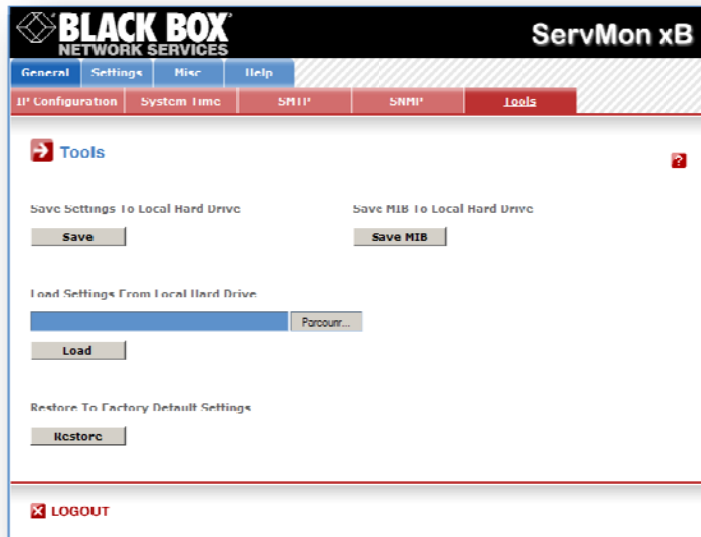 BLACK BOX
NETWORK SERVICES
ServMon xB
General Settings Misc Help
IP Configuration System Time SMTP SNMP Tools
Tools
?
Save Settings To Local Hard Drive Save MIB To Local Hard Drive
Save Save MIB
Load Settings From Local Hard Drive
Parcourir...
Load
Restore To Factory Default Settings
Restore
LOGOUT